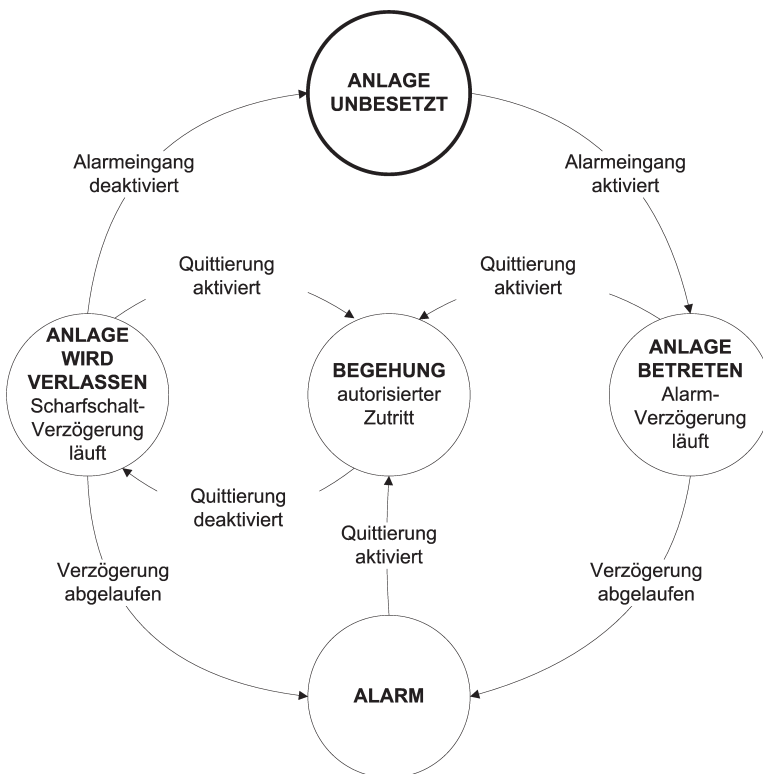 ANLAGE
UNBESETZT
Alarmeingang
deaktiviert
Alarmeingang
aktiviert
Quittierung
aktiviert
Quittierung
aktiviert
ANLAGE
WIRD
VERLASSEN
Scharfschalt-
Verzögerung
läuft
BEGEHUNG
autorisierter
Zutritt
ANLAGE
BETRETEN
Alarm-
Verzögerung
läuft
Quittierung
deaktiviert
Quittierung
aktiviert
Verzögerung
abgelaufen
Verzögerung
abgelaufen
ALARM